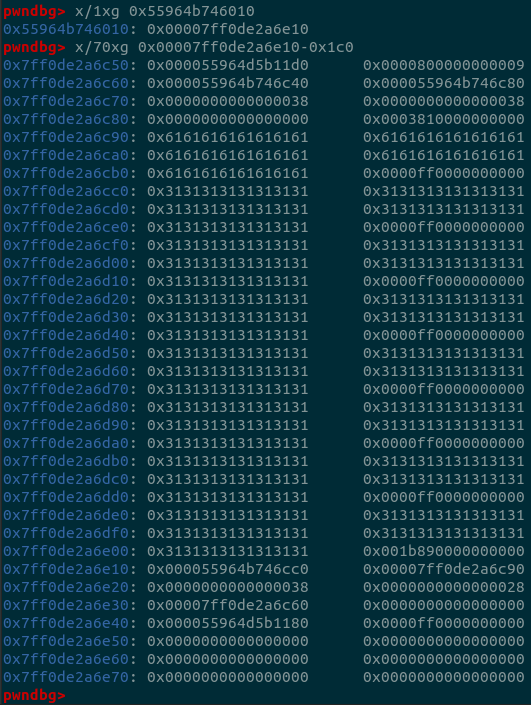 pwndbg> x/1xg 0x55964b746010
0x55964b746010: 0x00007ff0de2a6e10
pwndbg> x/70xg 0x00007ff0de2a6e10-0x1c0
0x7ff0de2a6c50: 0x000055964d5b11d0 0x0000800000000009
0x7ff0de2a6c60: 0x000055964b746c40 0x000055964b746c80
0x7ff0de2a6c70: 0x0000000000000038 0x0000000000000038
0x7ff0de2a6c80: 0x0000000000000000 0x0003810000000000
0x7ff0de2a6c90: 0x6161616161616161 0x6161616161616161
0x7ff0de2a6ca0: 0x6161616161616161 0x6161616161616161
0x7ff0de2a6cb0: 0x6161616161616161 0x0000ff0000000000
0x7ff0de2a6cc0: 0x3131313131313131 0x3131313131313131
0x7ff0de2a6cd0: 0x3131313131313131 0x3131313131313131
0x7ff0de2a6ce0: 0x3131313131313131 0x0000ff0000000000
0x7ff0de2a6cf0: 0x3131313131313131 0x3131313131313131
0x7ff0de2a6d00: 0x3131313131313131 0x3131313131313131
0x7ff0de2a6d10: 0x3131313131313131 0x0000ff0000000000
0x7ff0de2a6d20: 0x3131313131313131 0x3131313131313131
0x7ff0de2a6d30: 0x3131313131313131 0x3131313131313131
0x7ff0de2a6d40: 0x3131313131313131 0x0000ff0000000000
0x7ff0de2a6d50: 0x3131313131313131 0x3131313131313131
0x7ff0de2a6d60: 0x3131313131313131 0x3131313131313131
0x7ff0de2a6d70: 0x3131313131313131 0x0000ff0000000000
0x7ff0de2a6d80: 0x3131313131313131 0x3131313131313131
0x7ff0de2a6d90: 0x3131313131313131 0x3131313131313131
0x7ff0de2a6da0: 0x3131313131313131 0x0000ff0000000000
0x7ff0de2a6db0: 0x3131313131313131 0x3131313131313131
0x7ff0de2a6dc0: 0x3131313131313131 0x3131313131313131
0x7ff0de2a6dd0: 0x3131313131313131 0x0000ff0000000000
0x7ff0de2a6de0: 0x3131313131313131 0x3131313131313131
0x7ff0de2a6df0: 0x3131313131313131 0x3131313131313131
0x7ff0de2a6e00: 0x3131313131313131 0x001b890000000000
0x7ff0de2a6e10: 0x000055964b746cc0 0x00007ff0de2a6c90
0x7ff0de2a6e20: 0x0000000000000038 0x0000000000000028
0x7ff0de2a6e30: 0x00007ff0de2a6c60 0x0000000000000000
0x7ff0de2a6e40: 0x000055964d5b1180 0x0000ff0000000000
0x7ff0de2a6e50: 0x0000000000000000 0x0000000000000000
0x7ff0de2a6e60: 0x0000000000000000 0x0000000000000000
0x7ff0de2a6e70: 0x0000000000000000 0x0000000000000000
pwndbg>